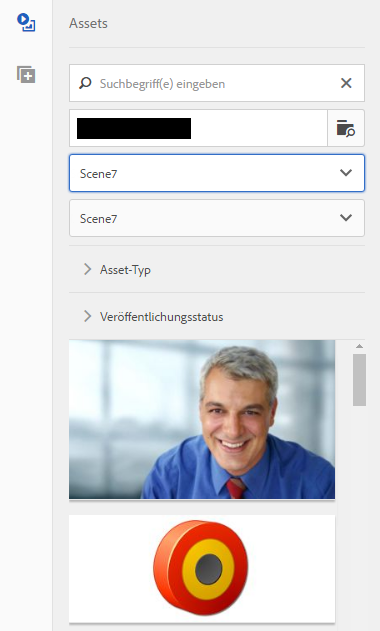 Assets
Suchbegriff(e) eingeben
Scene7
Scene7
Asset-Typ
Veröffentlichungsstatus